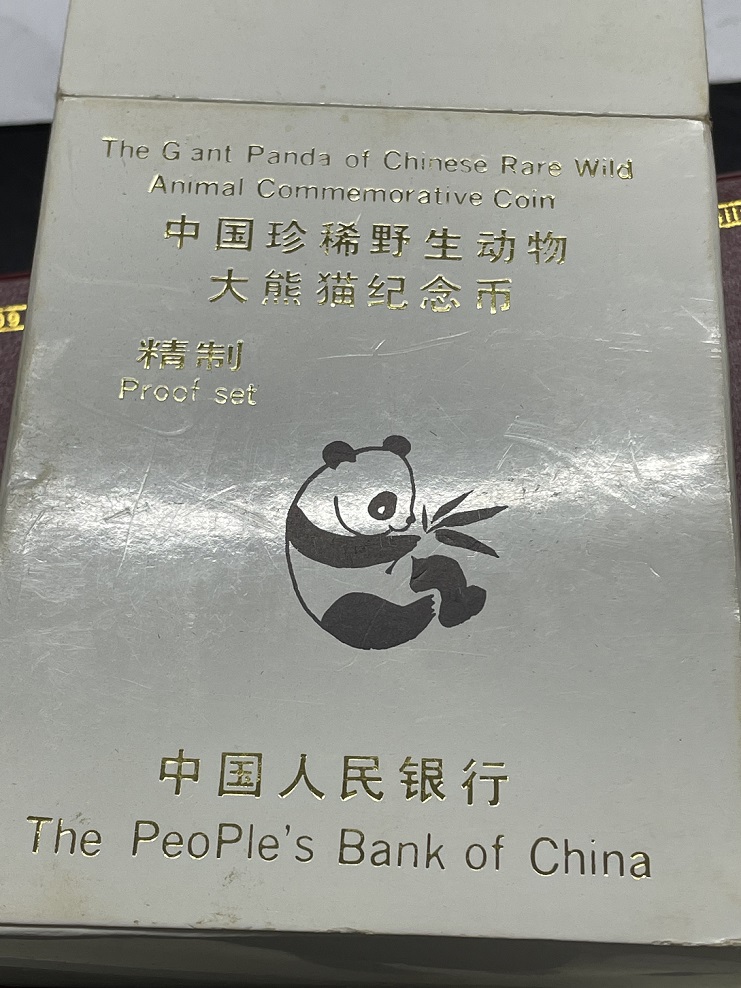 The Giant Panda of Chinese Rare Wild
Animal Commemorative Coin
中国珍稀野生动物
大熊猫纪念币
精制
Proof set
中国人民银行
The PeoPle's Bank of China